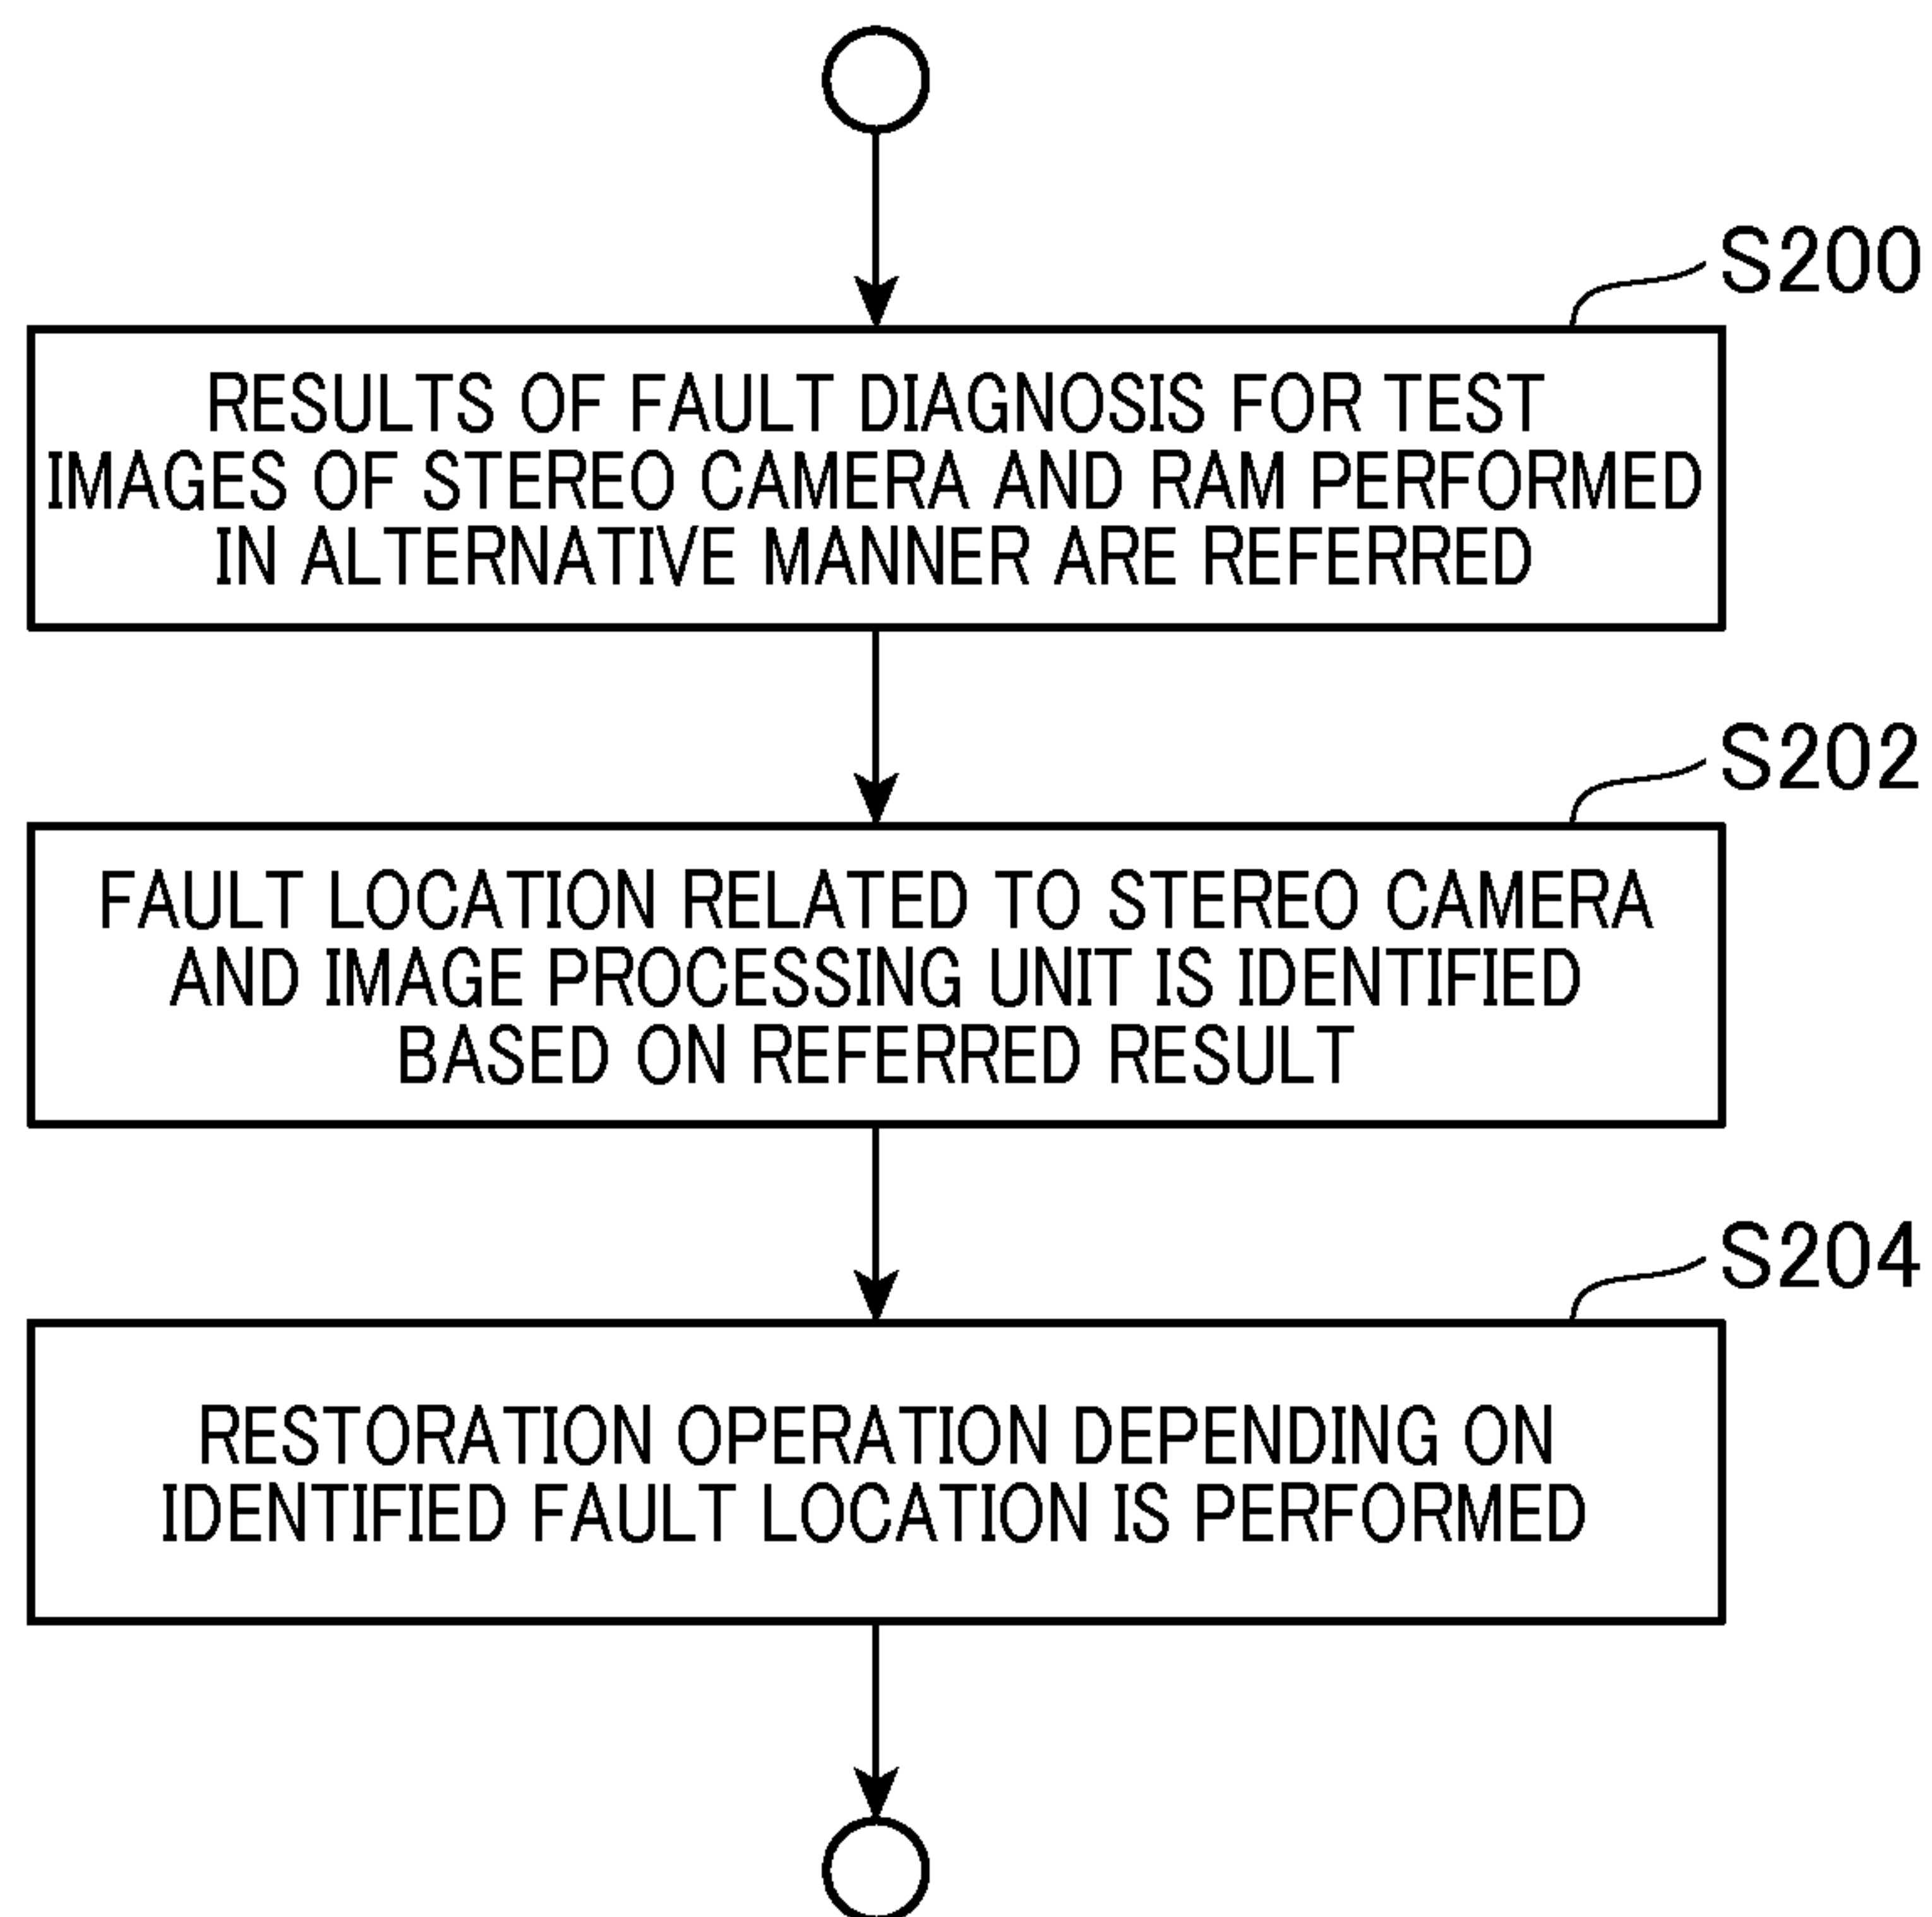 S200
RESULTS OF FAULT DIAGNOSIS FOR TEST
IMAGES OF STEREO CAMERA AND RAM PERFORMED
IN ALTERNATIVE MANNER ARE REFERRED
S202
FAULT LOCATION RELATED TO STEREO CAMERA
AND IMAGE PROCESSING UNIT IS IDENTIFIED
BASED ON REFERRED RESULT
S204
RESTORATION OPERATION DEPENDING ON
IDENTIFIED FAULT LOCATION IS PERFORMED